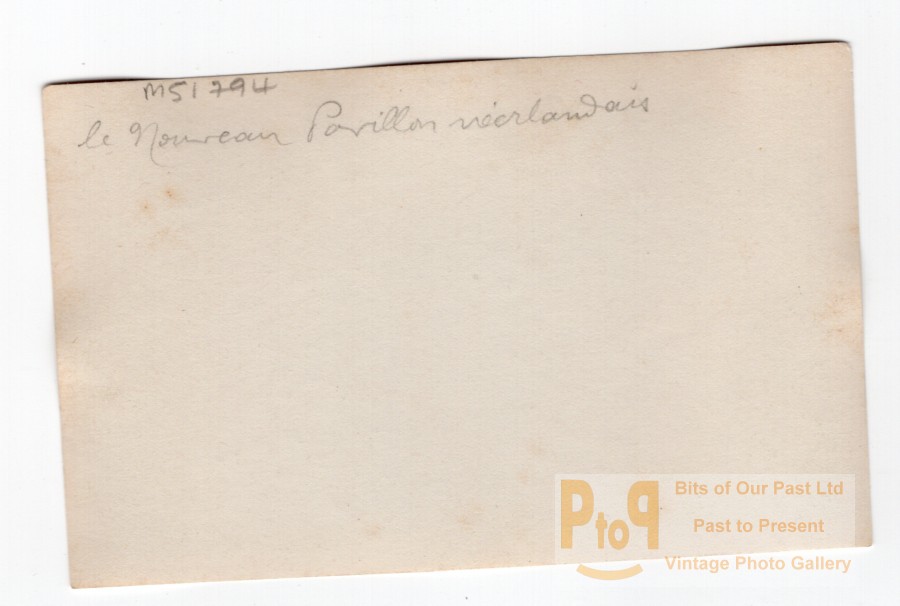 M51794
le Nouveau Pavillon néerlandais
PtoP
Bits of Our Past Ltd
Past to Present
Vintage Photo Gallery